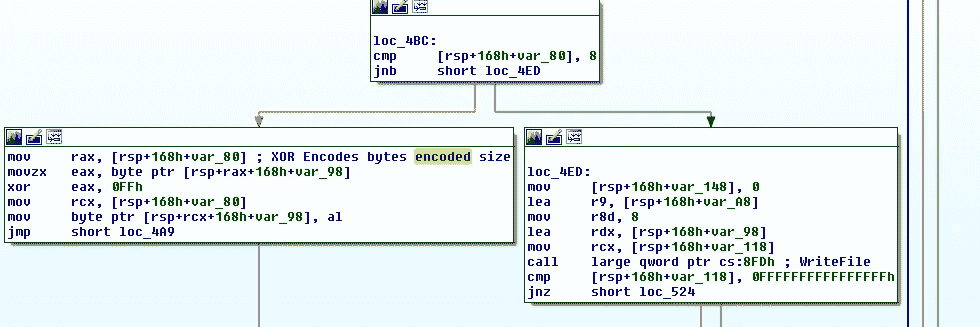 loc_4BC:
cmp [rsp+168h+var_80], 8
jnb short loc_4ED
mov rax, [rsp+168h+var_80] ; XOR Encodes bytes encoded size
movzx eax, byte ptr [rsp+rax+168h+var_98]
xor eax, 0FFh
mov rcx, [rsp+168h+var_80]
mov byte ptr [rsp+rcx+168h+var_98], al
jmp short loc_4A9
loc_4ED:
mov [rsp+168h+var_148], 0
lea r9, [rsp+168h+var_A8]
mov r8d, 8
lea rdx, [rsp+168h+var_98]
mov rcx, [rsp+168h+var_118]
call large qword ptr cs:8FDh ; WriteFile
cmp [rsp+168h+var_118], 0FFFFFFFFFFFFFFFFh
jnz short loc_524